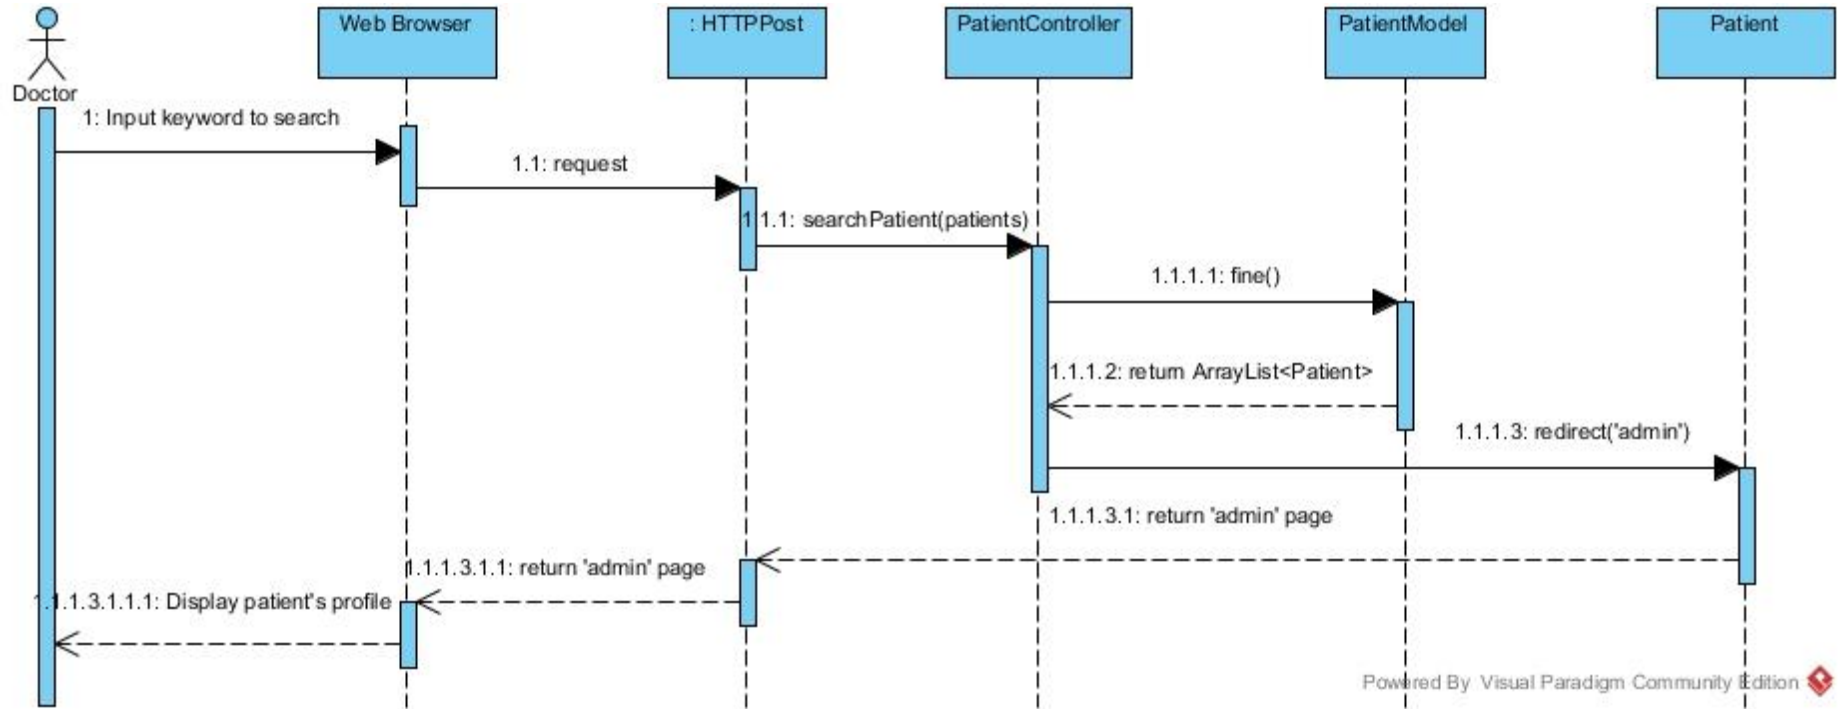 Web Browser
: HTTPPost
PatientController
PatientModel
Patient
Doctor
1: Input keyword to search
1.1: request
1.1.1: searchPatient(patients)
1.1.1.1: fine()
1.1.1.2: return ArrayList<Patient>
1.1.1.3: redirect('admin')
1.1.1.3.1: return 'admin' page
1.1.1.3.1.1: return 'admin' page
1.1.1.3.1.1.1: Display patient's profile
Powered By Visual Paradigm Community Edition